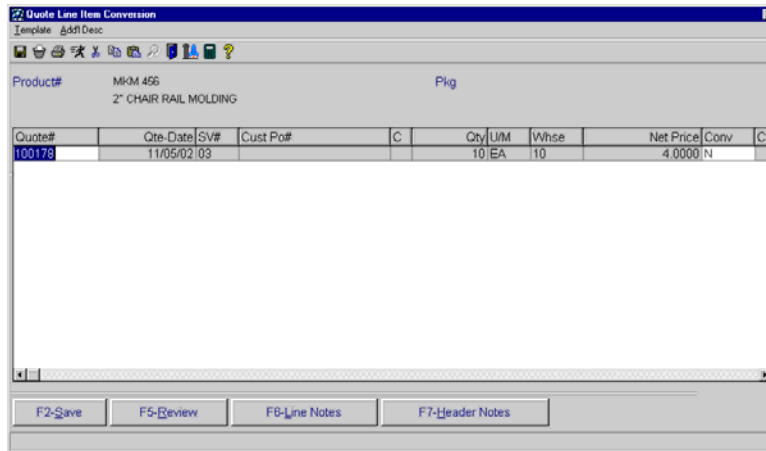 Quote Line Item Conversion
Template Add'l Desc
Product# MKM 456 Pkg
2" CHAIR RAIL MOLDING
Quote# Qte-Date SV# Cust Po# C Qty U/M Whse Net Price Conv C
100178 11/05/02 03 10 EA 10 4.0000 N
F2-Save F5-Review F6-Line Notes F7-Header Notes